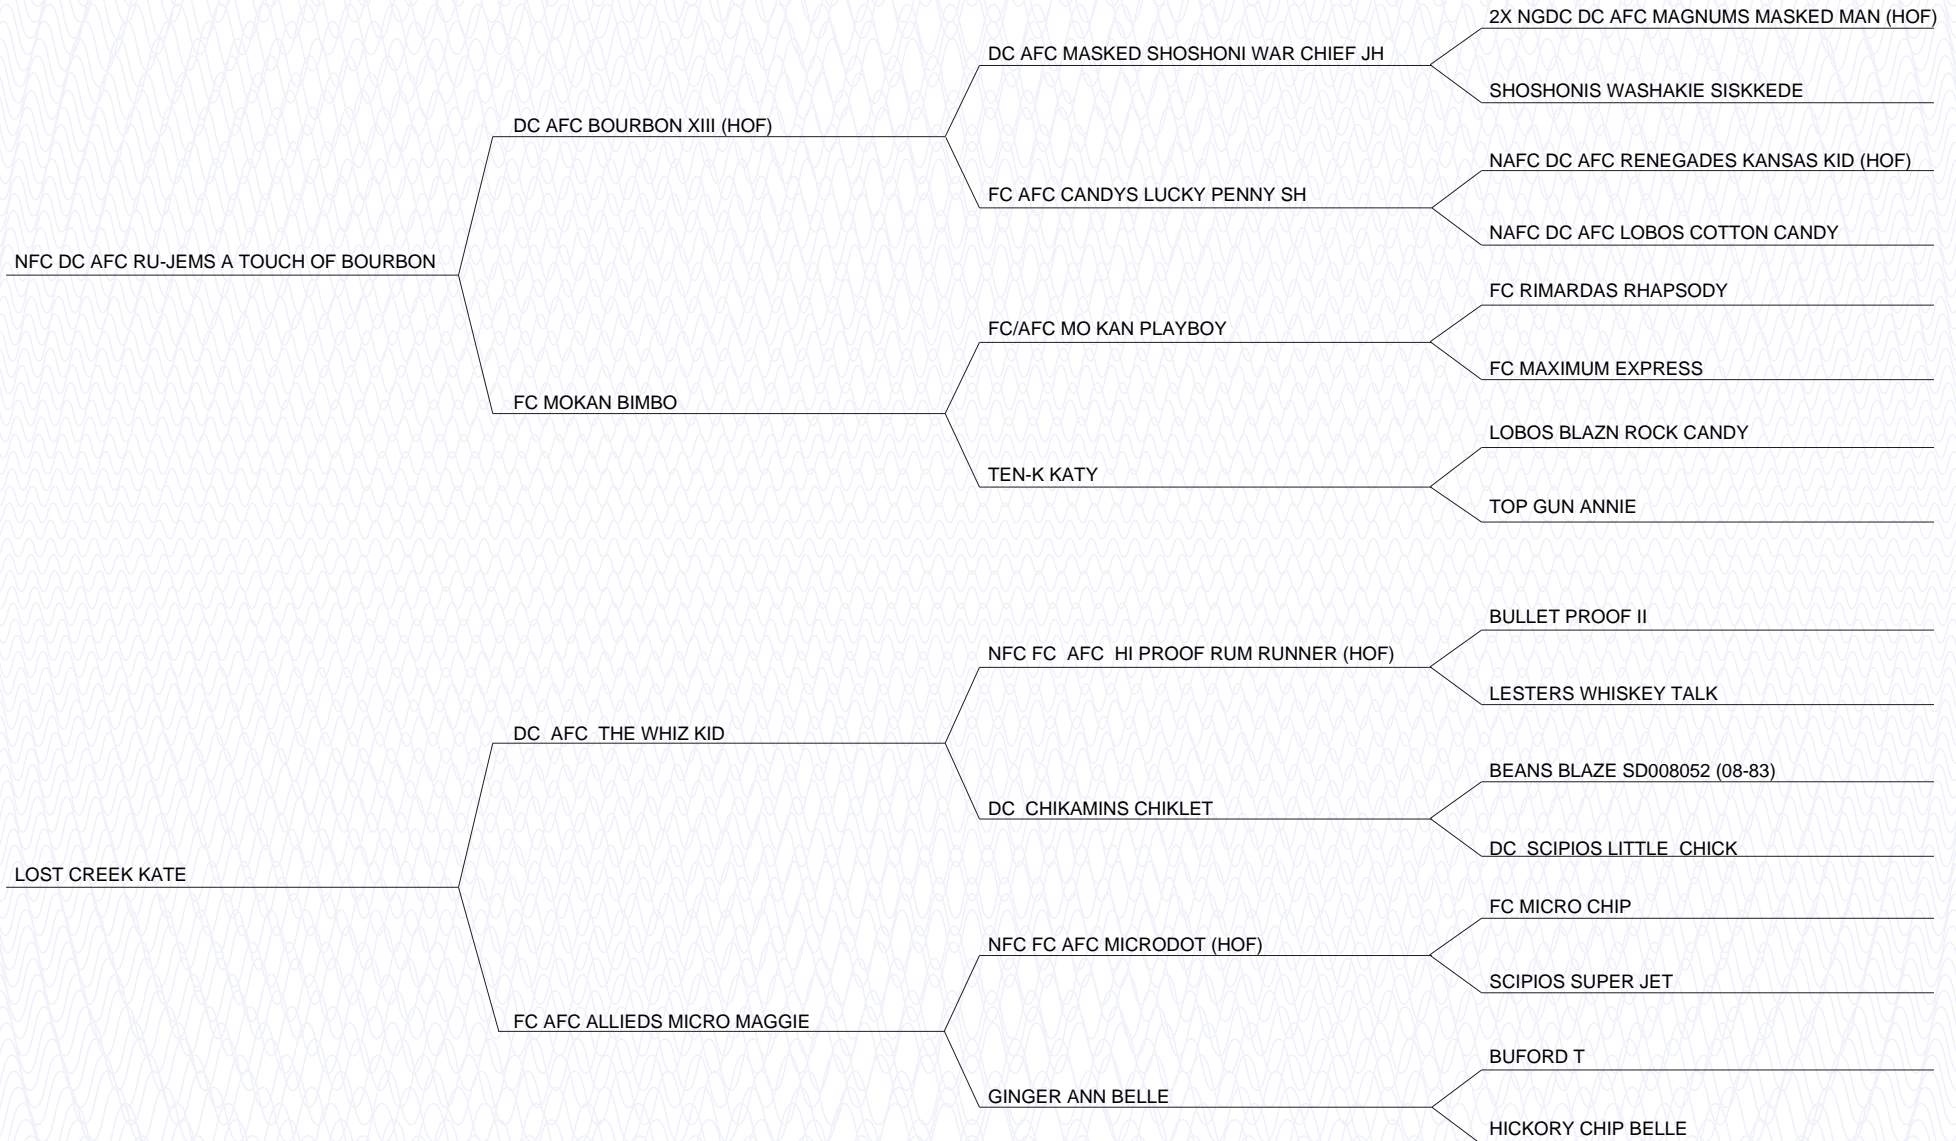 2X NGDC DC AFC MAGNUMS MASKED MAN (HOF)
DC AFC MASKED SHOSHONI WAR CHIEF JH
SHOSHONIS WASHAKIE SISKKEDE
DC AFC BOURBON XIII (HOF)
NAFC DC AFC RENEGADES KANSAS KID (HOF)
FC AFC CANDYS LUCKY PENNY SH
NAFC DC AFC LOBOS COTTON CANDY
NFC DC AFC RU-JEMS A TOUCH OF BOURBON
FC RIMARDAS RHAPSODY
FC/AFC MO KAN PLAYBOY
FC MAXIMUM EXPRESS
FC MOKAN BIMBO
LOBOS BLAZN ROCK CANDY
TEN-K KATY
TOP GUN ANNIE
BULLET PROOF II
NFC FC  AFC  HI PROOF RUM RUNNER (HOF)
LESTERS WHISKEY TALK
DC  AFC  THE WHIZ KID
BEANS BLAZE SD008052 (08-83)
DC  CHIKAMINS CHIKLET
DC  SCIPIOS LITTLE  CHICK
LOST CREEK KATE
FC MICRO CHIP
NFC FC AFC MICRODOT (HOF)
SCIPIOS SUPER JET
FC AFC ALLIEDS MICRO MAGGIE
BUFORD T
GINGER ANN BELLE
HICKORY CHIP BELLE